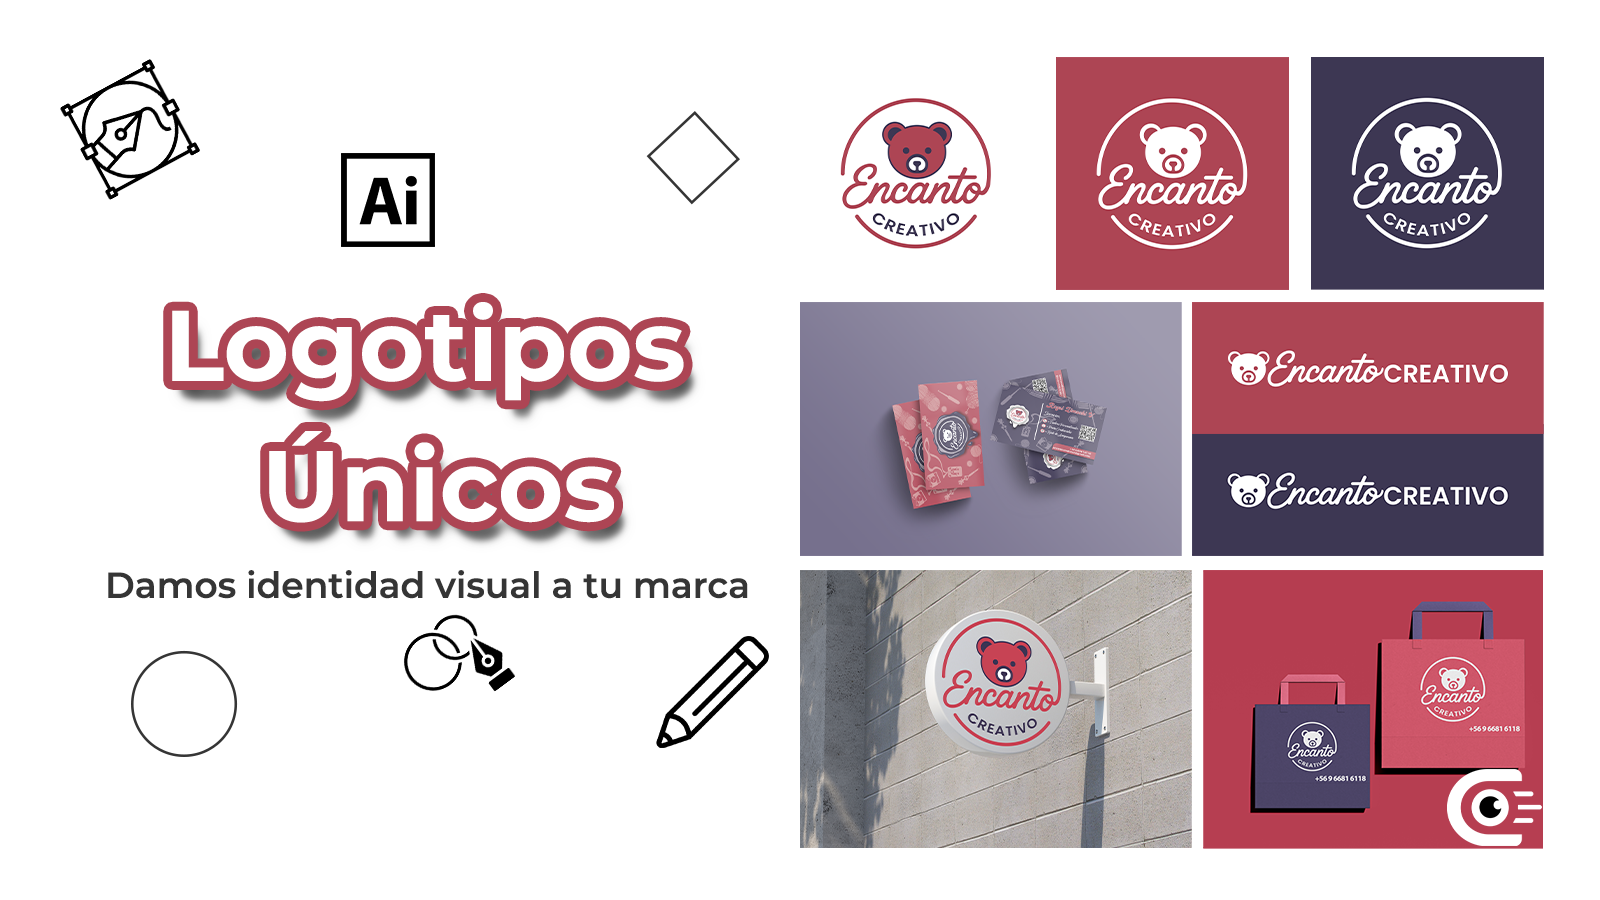 Ai
Logotipos
Únicos
Damos identidad visual a tu marca
Encanto
CREATIVO
Encanto
CREATIVO
Encanto
CREATIVO
Encanto CREATIVO
Encanto CREATIVO
Encanto
CREATIVO
Encanto
CREATIVO
+56 9 6681 6118
Encanto
CREATIVO
+56 9 6681 6118